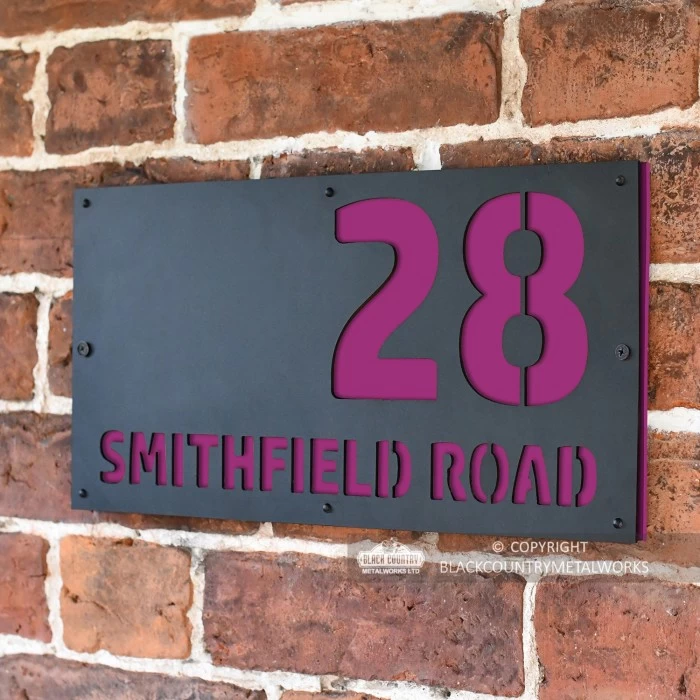 28
SMITHFIELD ROAD
BLACK COUNTRY
METALWORKS LTD
© COPYRIGHT
BLACKCOUNTRYMETALWORKS